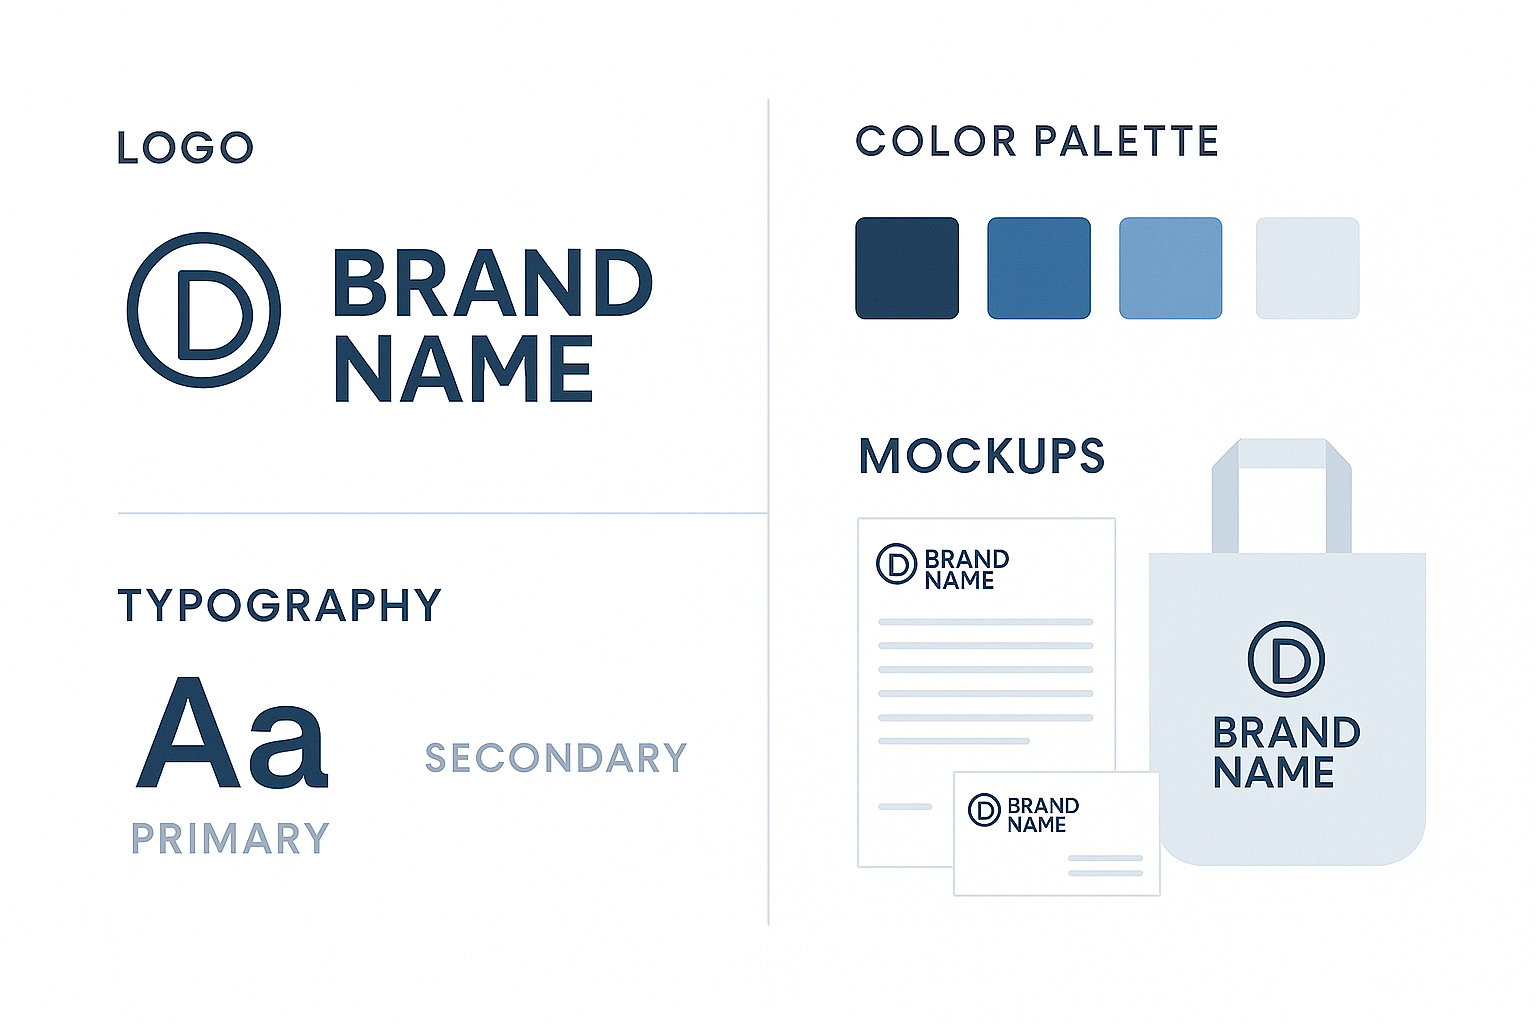 LOGO
D
BRAND
NAME
TYPOGRAPHY
Aa
PRIMARY
SECONDARY
COLOR PALETTE
MOCKUPS
D
BRAND
NAME
D
BRAND
NAME
D
BRAND
NAME